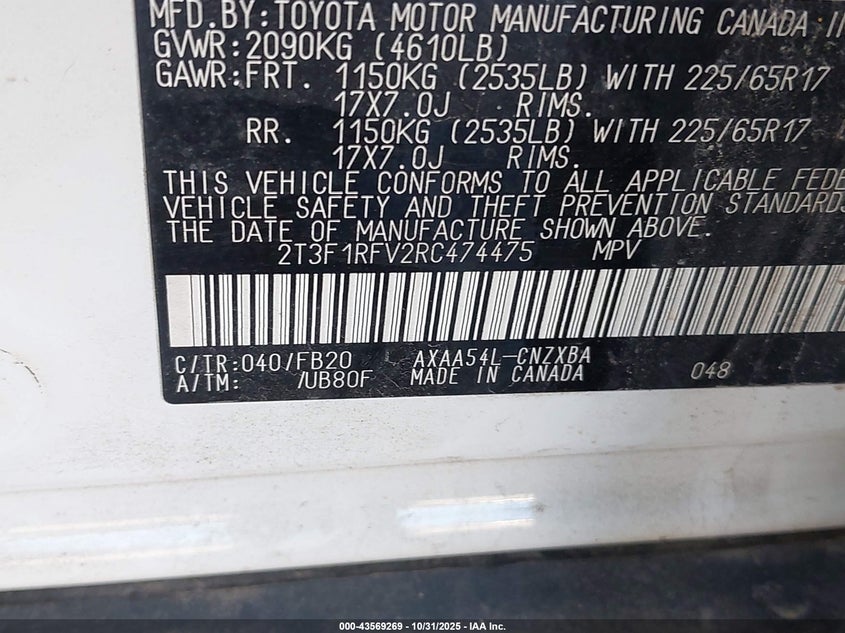 MFD.BY:TOYOTA MOTOR MANUFACTURING CANADA
GVWR:2090KG (4610LB)
GAWR:FRT. 1150KG (2535LB) WITH 225/65R17
17X7.0J RIMS.
RR. 1150KG (2535LB) WITH 225/65R17
17X7.0J RIMS.
THIS VEHICLE CONFORMS TO ALL APPLICABLE FEDE
VEHICLE SAFETY AND THEFT PREVENTION STANDARDS
THE DATE OF MANUFACTURE SHOWN ABOVE.
2T3F1RFV2RC474475 MPV
C/TR:040/FB20 AXAA54L-CNZXBA
A/TM: /UB80F MADE IN CANADA 048
000-43569269 - 10/31/2025 - IAA Inc.